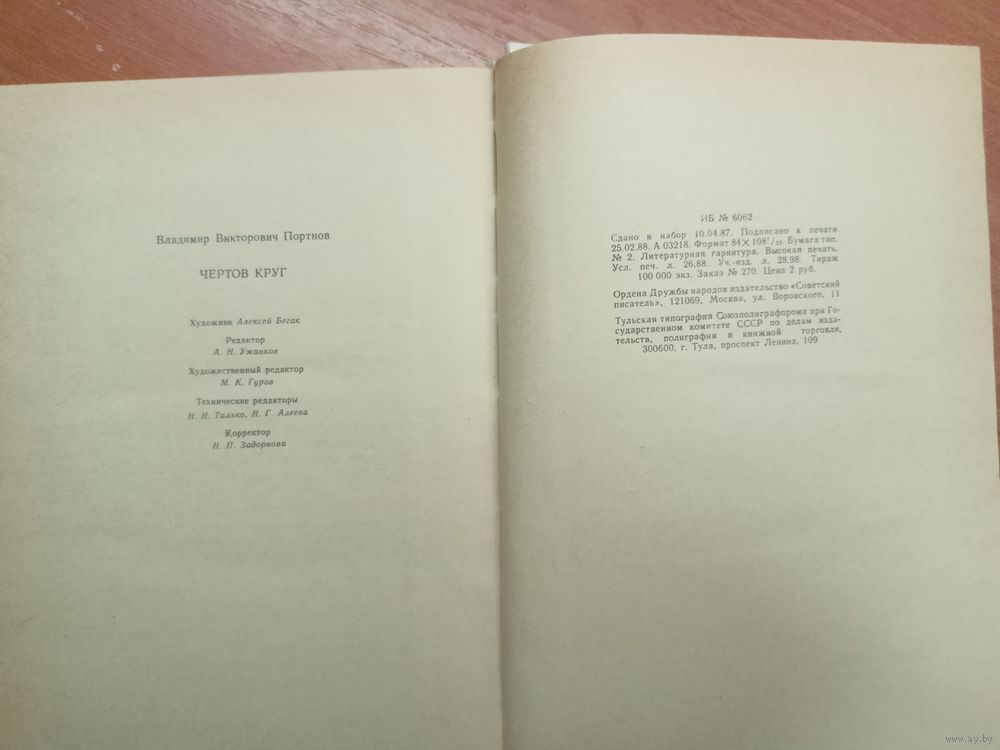 Владимир Викторович Портнов
ЧЕРТОВ КРУГ
Художник Алексей Бегак
Редактор
А. Н. Ужанков
Художественный редактор
М. К. Гуров
Технические редакторы
Н. Н. Талько, Н. Г. Алеева
Корректор
Н. П. Задорнова
ИБ № 6062
Сдано в набор 10.04.87. Подписано к печати
25.02.88. А 03218. Формат 84×108¹/₃₂. Бумага тип.
№ 2. Литературная гарнитура. Высокая печать.
Усл. печ. л. 26,88. Уч.-изд. л. 28,98. Тираж
100 000 экз. Заказ № 270. Цена 2 руб.
Ордена Дружбы народов издательство «Советский
писатель», 121069, Москва, ул. Воровского, 11
Тульская типография Союзполиграфпрома при Го-
сударственном комитете СССР по делам изда-
тельств, полиграфии и книжной торговли,
300600, г. Тула, проспект Ленина, 109
www.ay.by